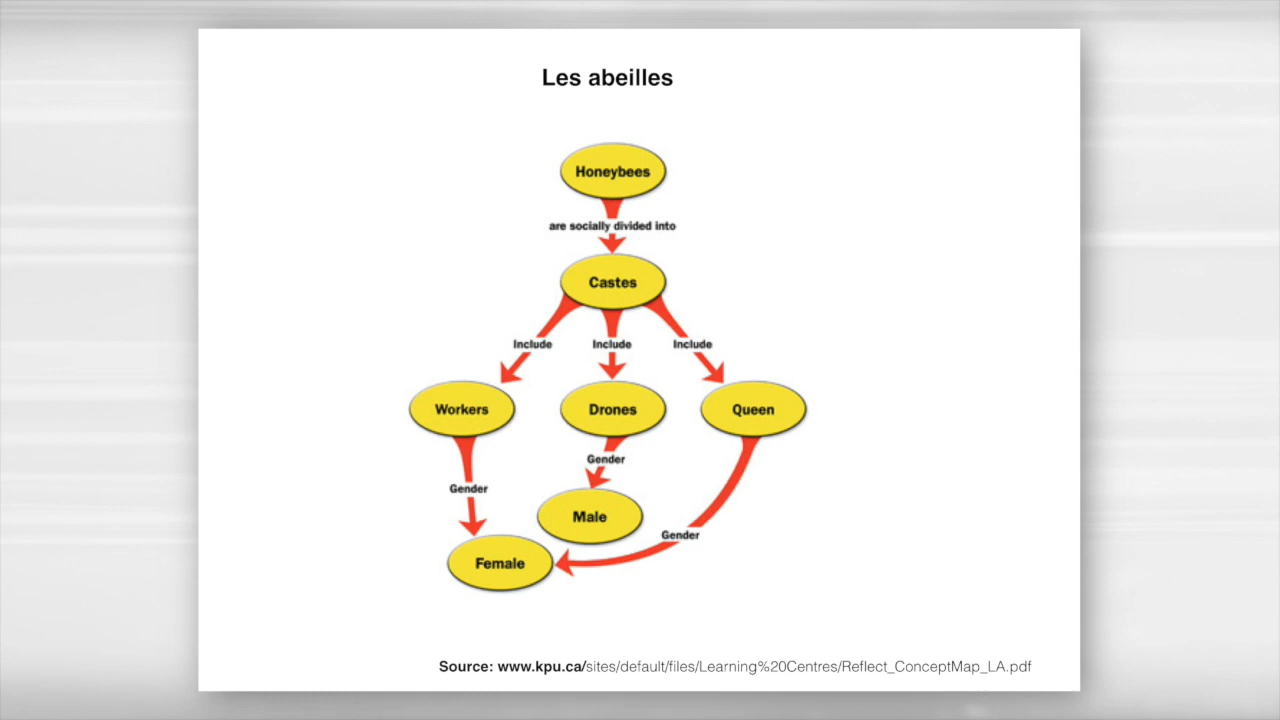 Les abeilles
Honeybees
are socially divided into
Castes
Include Include Include
Workers Drones Queen
Gender
Gender
Male
Gender
Female
Source: www.kpu.ca/sites/default/files/Learning%20Centres/Reflect_ConceptMap_LA.pdf